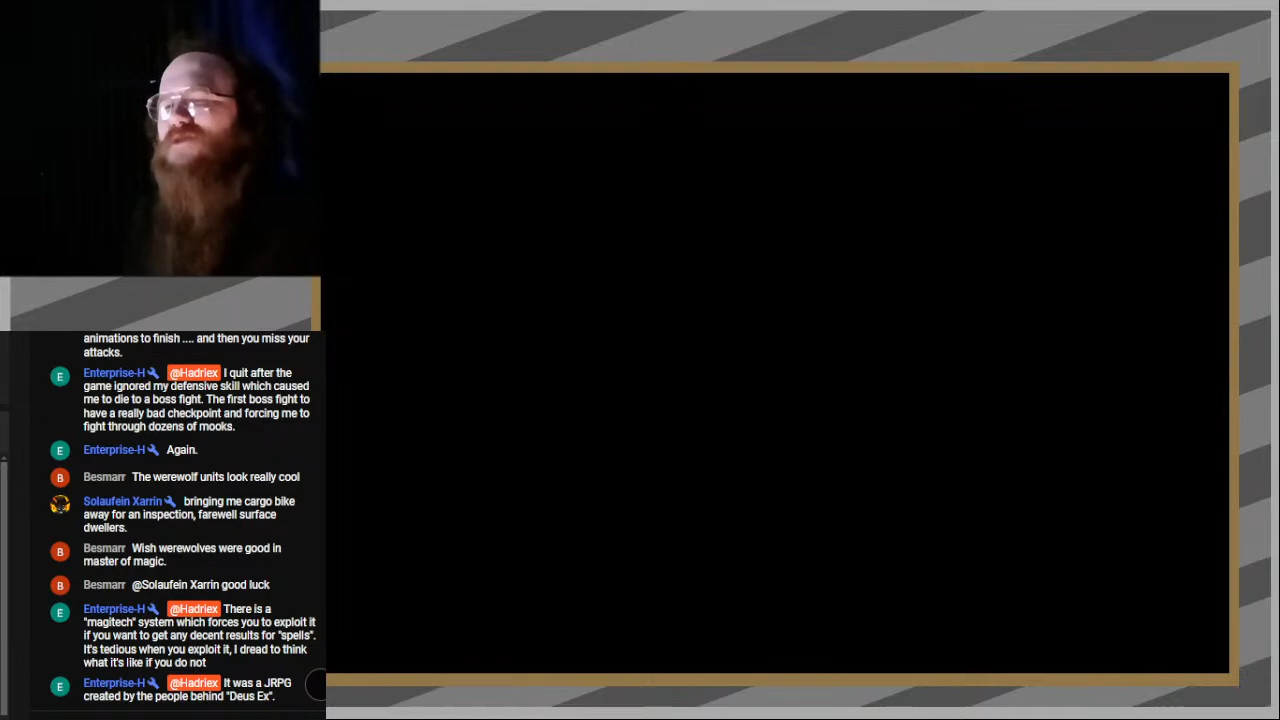 animations to finish .... and then you miss your
attacks.
Enterprise-H @Hadriex I quit after the
game ignored my defensive skill which caused
me to die to a boss fight. The first boss fight to
have a really bad checkpoint and forcing me to
fight through dozens of mooks.
Enterprise-H Again.
Besmarr The werewolf units look really cool
Solaufein Xarrin bringing me cargo bike
away for an inspection, farewell surface
dwellers.
Besmarr Wish werewolves were good in
master of magic.
Besmarr @Solaufein Xarrin good luck
Enterprise-H @Hadriex There is a
"magitech" system which forces you to exploit it
if you want to get any decent results for "spells".
It's tedious when you exploit it, I dread to think
what it's like if you do not
Enterprise-H @Hadriex It was a JRPG
created by the people behind "Deus Ex".